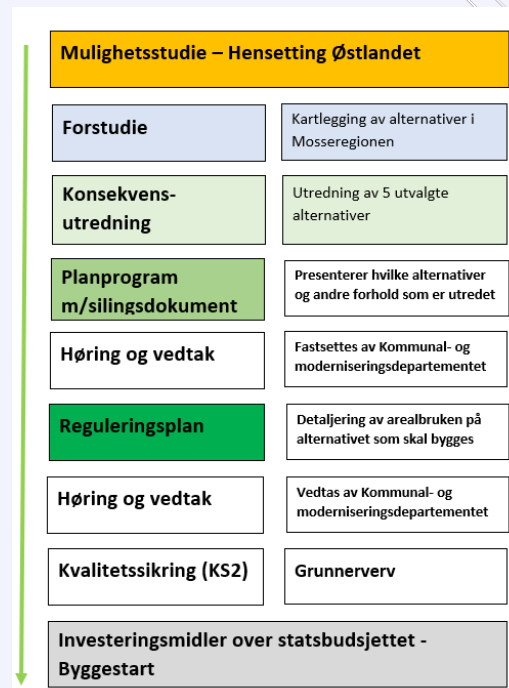 Mulighetsstudie – Hensetting Østlandet
Forstudie
Kartlegging av alternativer i
Mosseregionen
Konsekvens-
utredning
Utredning av 5 utvalgte
alternativer
Planprogram
m/silingsdokument
Presenterer hvilke alternativer
og andre forhold som er utredet
Høring og vedtak
Fastsettes av Kommunal- og
moderniseringsdepartementet
Reguleringsplan
Detaljering av arealbruken på
alternativet som skal bygges
Høring og vedtak
Vedtas av Kommunal- og
moderniseringsdepartementet
Kvalitetssikring (KS2)
Grunnerverv
Investeringsmidler over statsbudsjettet -
Byggestart